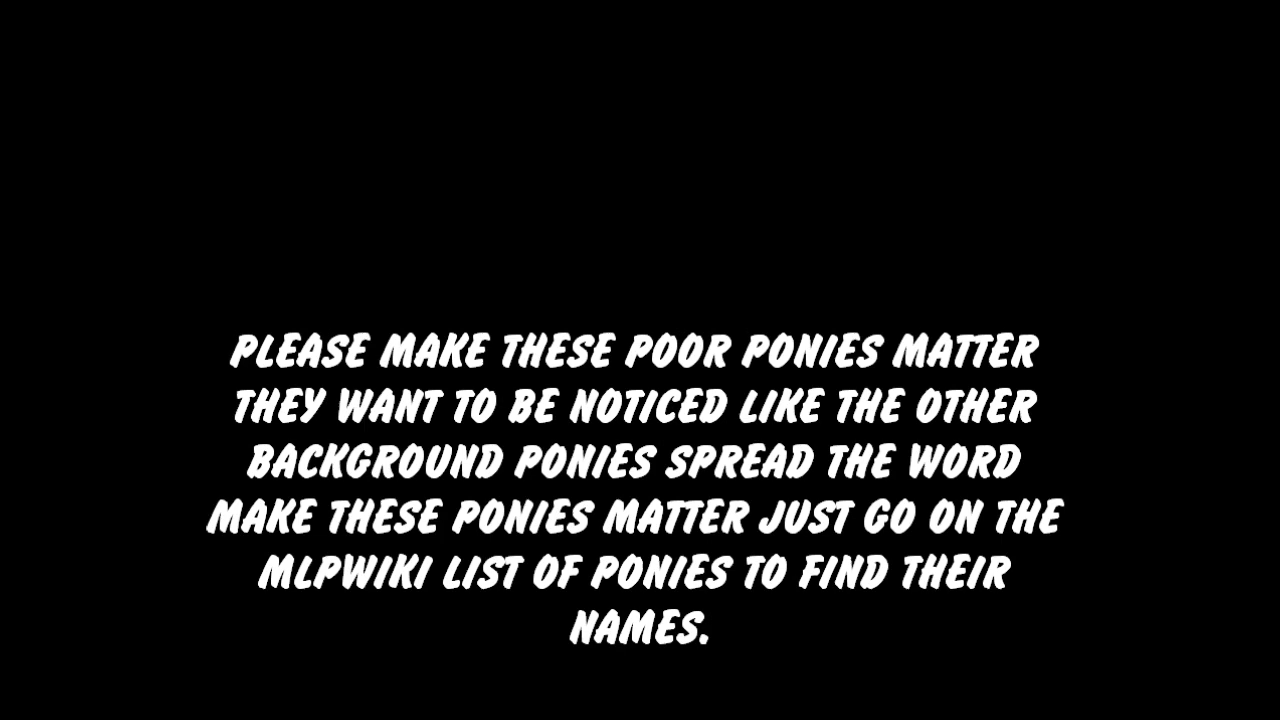 PLEASE MAKE THESE POOR PONIES MATTER
THEY WANT TO BE NOTICED LIKE THE OTHER
BACKGROUND PONIES SPREAD THE WORD
MAKE THESE PONIES MATTER JUST GO ON THE
MLPWIKI LIST OF PONIES TO FIND THEIR
NAMES.